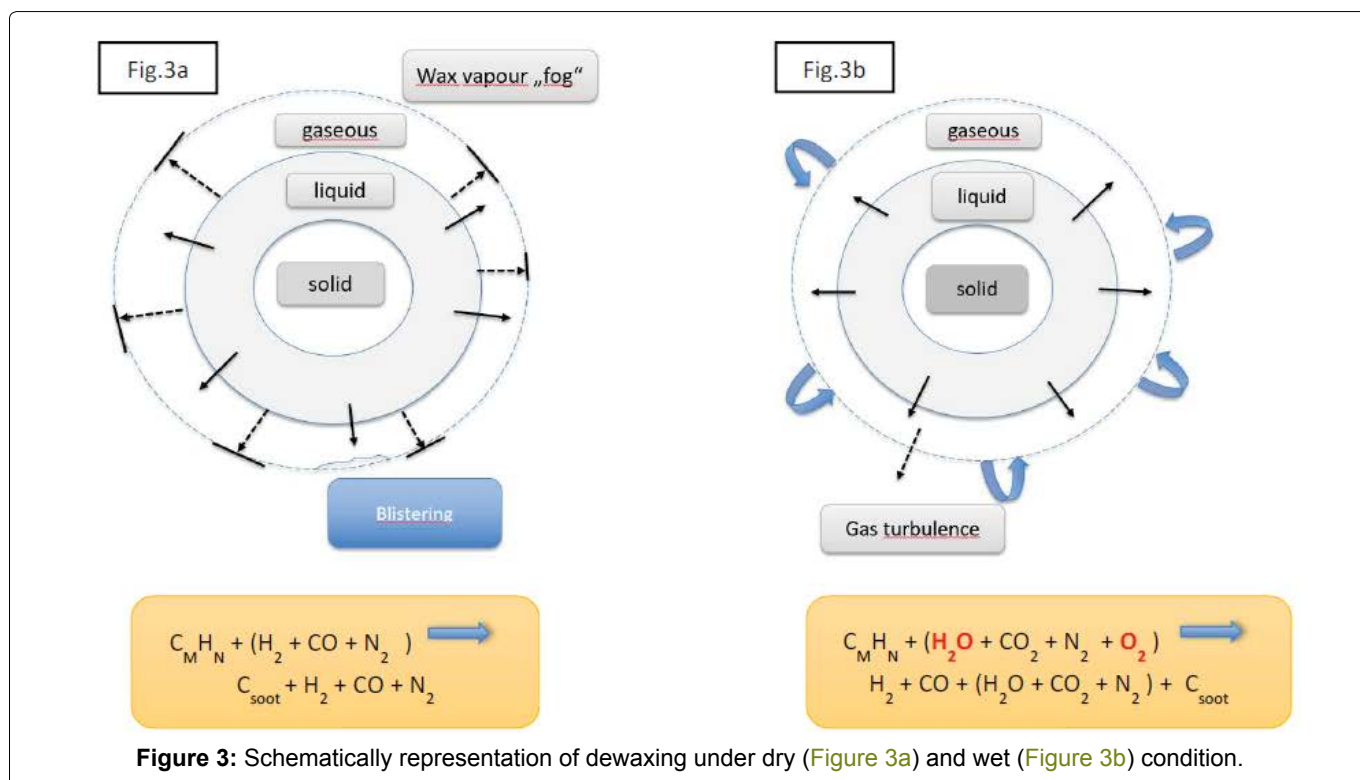 Fig.3a
Wax vapour „fog“
gaseous
liquid
solid
Blistering
C_M H_N + (H_2 + CO + N_2 )
C_soot + H_2 + CO + N_2
Fig.3b
gaseous
liquid
solid
Gas turbulence
C_M H_N + (H_2O + CO_2 + N_2 + O_2 )
H_2 + CO + (H_2O + CO_2 + N_2) + C_soot
Figure 3: Schematically representation of dewaxing under dry (Figure 3a) and wet (Figure 3b) condition.